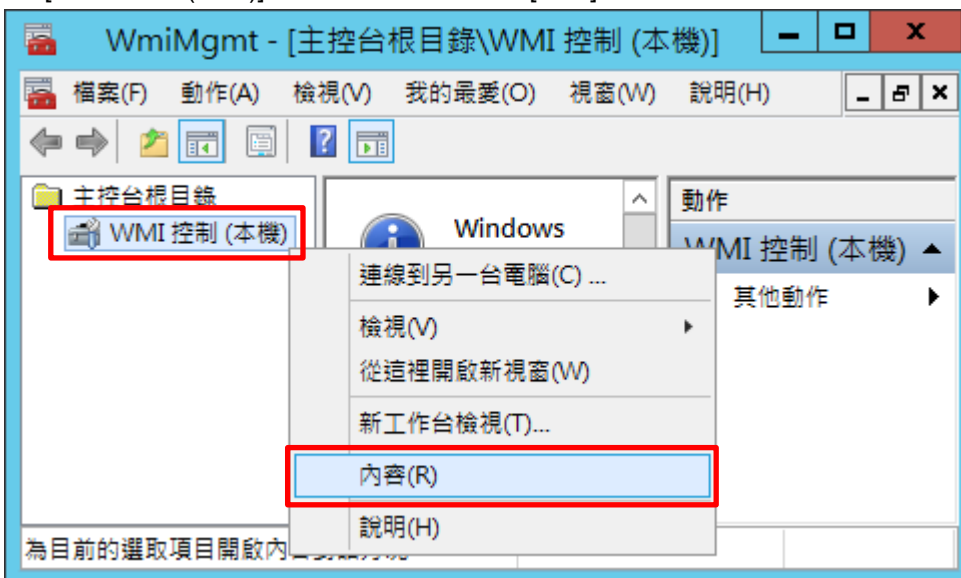 WmiMgmt - [主控台根目錄\WMI 控制 (本機)]
檔案(F) 動作(A) 檢視(V) 我的最愛(O) 視窗(W) 說明(H)
主控台根目錄
WMI 控制 (本機)
Windows
動作
WMI 控制 (本機)
其他動作
連線到另一台電腦(C) ...
檢視(V)
從這裡開啟新視窗(W)
新工作台檢視(T)...
內容(R)
說明(H)
為目前的選取項目開啟內